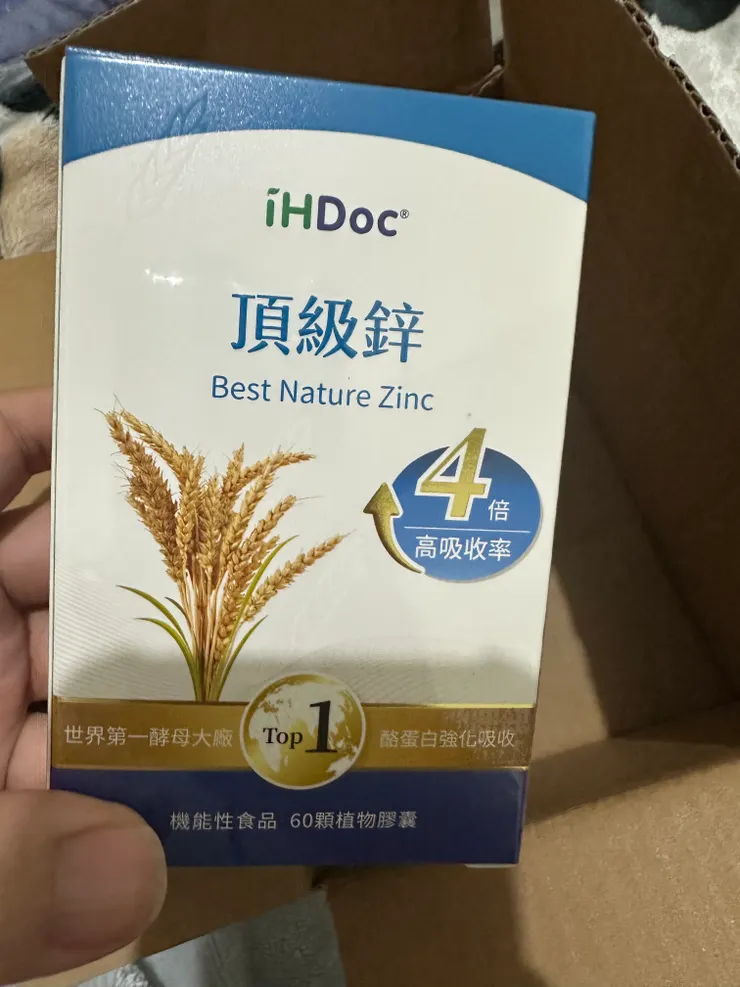 iHDoc®
頂級鋅
Best Nature Zinc
4倍
高吸收率
世界第一酵母大廠 Top 1 酪蛋白強化吸收
機能性食品 60顆植物膠囊